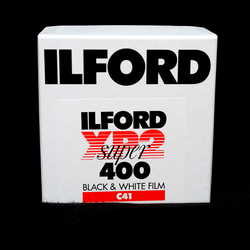 ILFORD
ILFORD
XP2
super
400
BLACK & WHITE FILM
C41